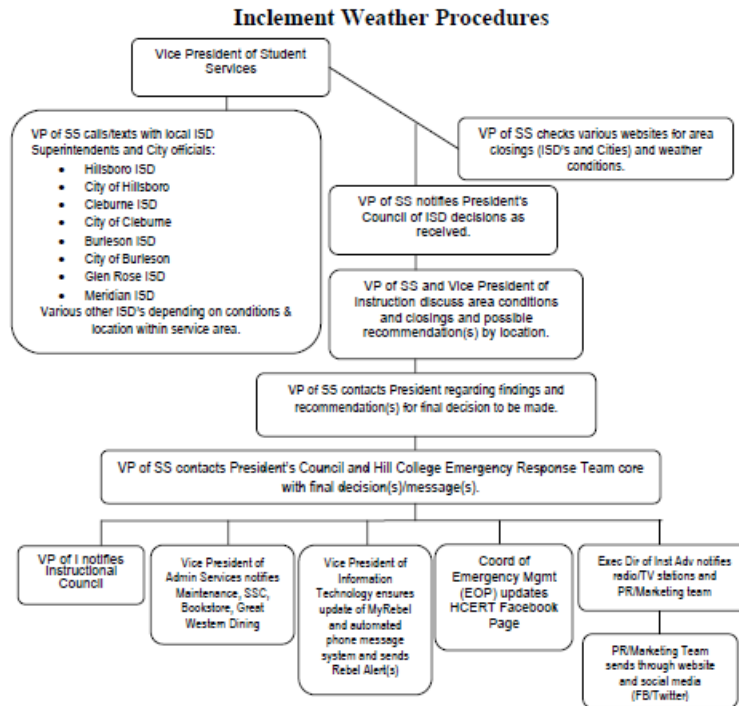 Inclement Weather Procedures
Vice President of Student
Services
VP of SS calls/texts with local ISD
Superintendents and City officials:
• Hillsboro ISD
• City of Hillsboro
• Cleburne ISD
• City of Cleburne
• Burleson ISD
• City of Burleson
• Glen Rose ISD
• Meridian ISD
Various other ISD's depending on conditions &
location within service area.
VP of SS checks various websites for area
closings (ISD's and Cities) and weather
conditions.
VP of SS notifies President's
Council of ISD decisions as
received.
VP of SS and Vice President of
Instruction discuss area conditions
and closings and possible
recommendation(s) by location.
VP of SS contacts President regarding findings and
recommendation(s) for final decision to be made.
VP of SS contacts President's Council and Hill College Emergency Response Team core
with final decision(s)/message(s).
VP of I notifies
Instructional
Council
Vice President of
Admin Services notifies
Maintenance, SSC,
Bookstore, Great
Western Dining
Vice President of
Information
Technology ensures
update of MyRebel
and automated
phone message
system and sends
Rebel Alert(s)
Coord of
Emergency Mgmt
(EOP) updates
HCERT Facebook
Page
Exec Dir of Inst Adv notifies
radio/TV stations and
PR/Marketing team
PR/Marketing Team
sends through website
and social media
(FB/Twitter)